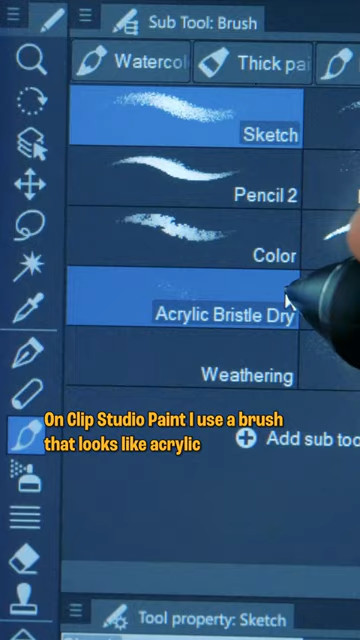 Sub Tool: Brush
Watercol
Thick pai
Sketch
Pencil 2
Color
Acrylic Bristle Dry
Weathering
On Clip Studio Paint I use a brush
that looks like acrylic
Add sub too
Tool property: Sketch